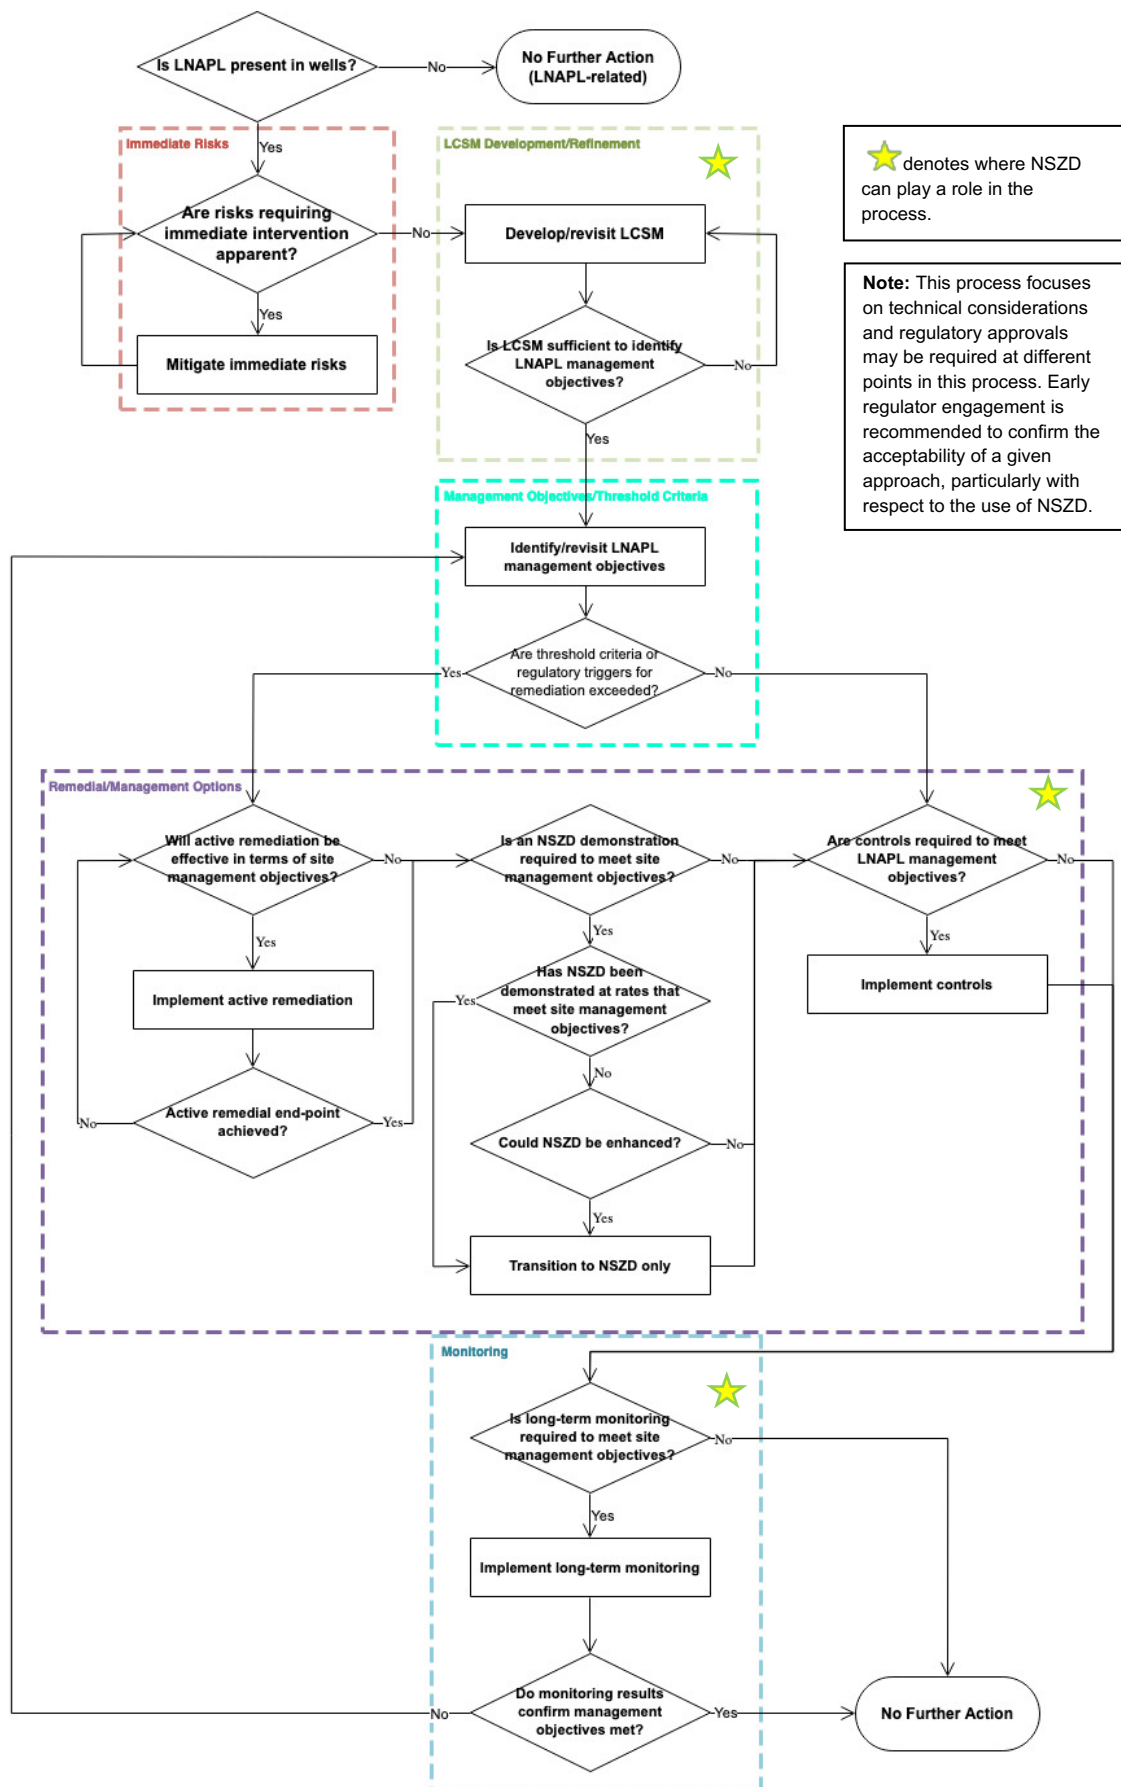 Is LNAPL present in wells?
No
No Further Action
(LNAPL-related)
Yes
Immediate Risks
Are risks requiring
immediate intervention
apparent?
No
Yes
Mitigate immediate risks
LCSM Development/Refinement
Develop/revisit LCSM
Is LCSM sufficient to identify
LNAPL management
objectives?
No
Yes
denotes where NSZD
can play a role in the
process.
Note: This process focuses
on technical considerations
and regulatory approvals
may be required at different
points in this process. Early
regulator engagement is
recommended to confirm the
acceptability of a given
approach, particularly with
respect to the use of NSZD.
Management Objectives/Threshold Criteria
Identify/revisit LNAPL
management objectives
Are threshold criteria or
regulatory triggers for
remediation exceeded?
Yes
No
Remedial/Management Options
Will active remediation be
effective in terms of site
management objectives?
No
Yes
Implement active remediation
Active remedial end-point
achieved?
No
Yes
Is an NSZD demonstration
required to meet site
management objectives?
No
Yes
Has NSZD been
demonstrated at rates that
meet site management
objectives?
Yes
No
Could NSZD be enhanced?
No
Yes
Transition to NSZD only
Are controls required to meet
LNAPL management
objectives?
No
Yes
Implement controls
Monitoring
Is long-term monitoring
required to meet site
management objectives?
No
Yes
Implement long-term monitoring
Do monitoring results
confirm management
objectives met?
No
Yes
No Further Action